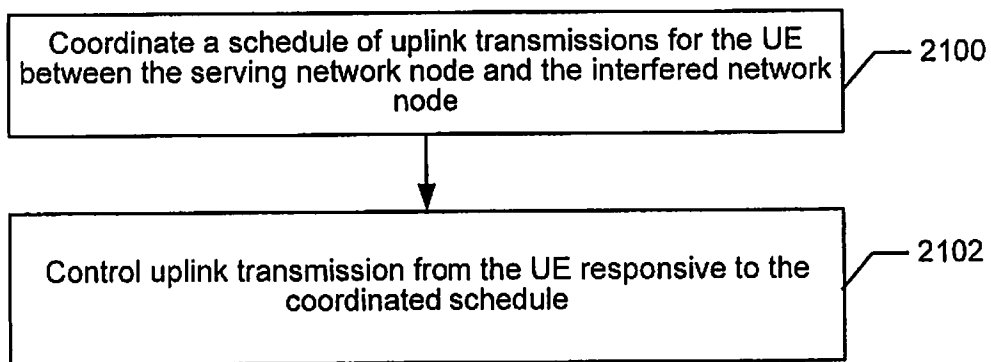 Coordinate a schedule of uplink transmissions for the UE
between the serving network node and the interfered network
node
2100
Control uplink transmission from the UE responsive to the
coordinated schedule
2102